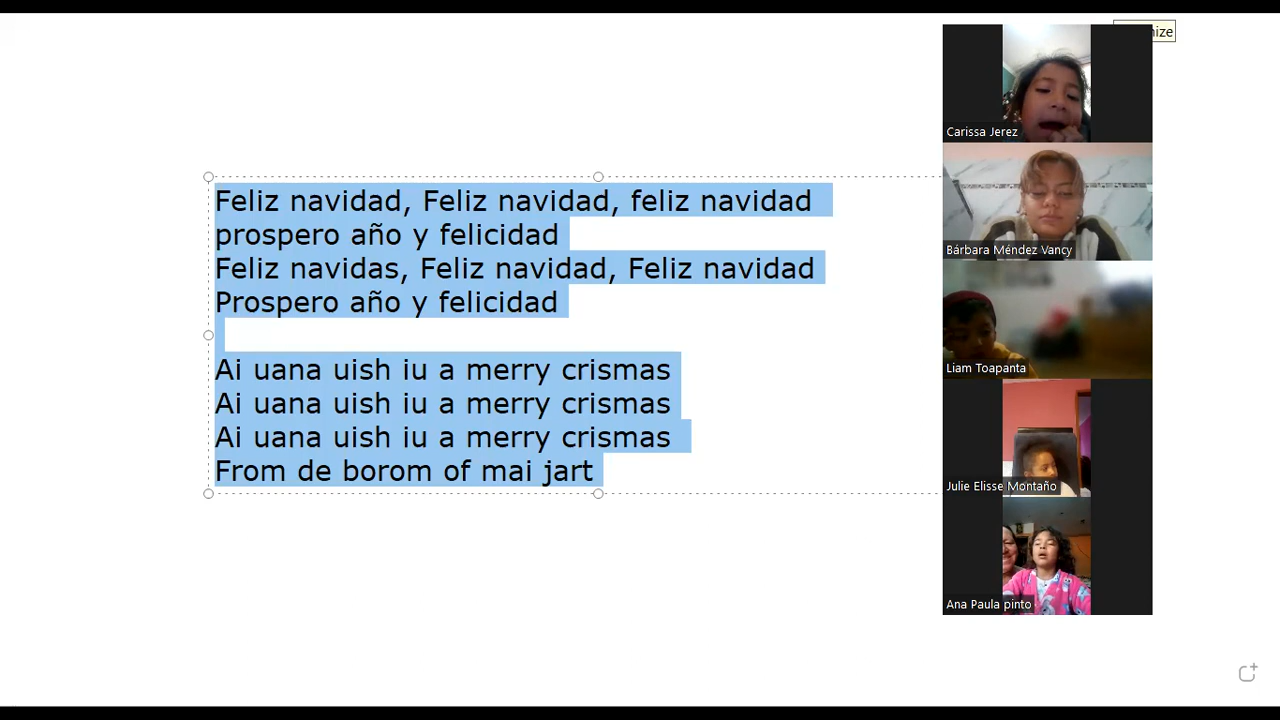 Feliz navidad, Feliz navidad, feliz navidad
prospero año y felicidad
Feliz navidas, Feliz navidad, Feliz navidad
Prospero año y felicidad
Ai uana uish iu a merry crismas
Ai uana uish iu a merry crismas
Ai uana uish iu a merry crismas
From de borom of mai jart
Carissa Jerez
Bárbara Méndez Vancy
Liam Toapanta
Julie Elisse Montaño
Ana Paula pinto